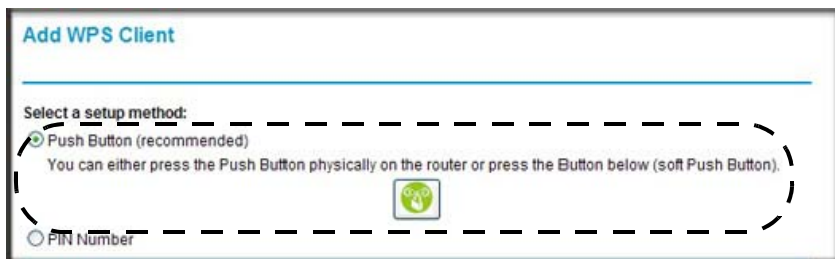 Add WPS Client
Select a setup method:
Push Button (recommended)
You can either press the Push Button physically on the router or press the Button below (soft Push Button).
PIN Number